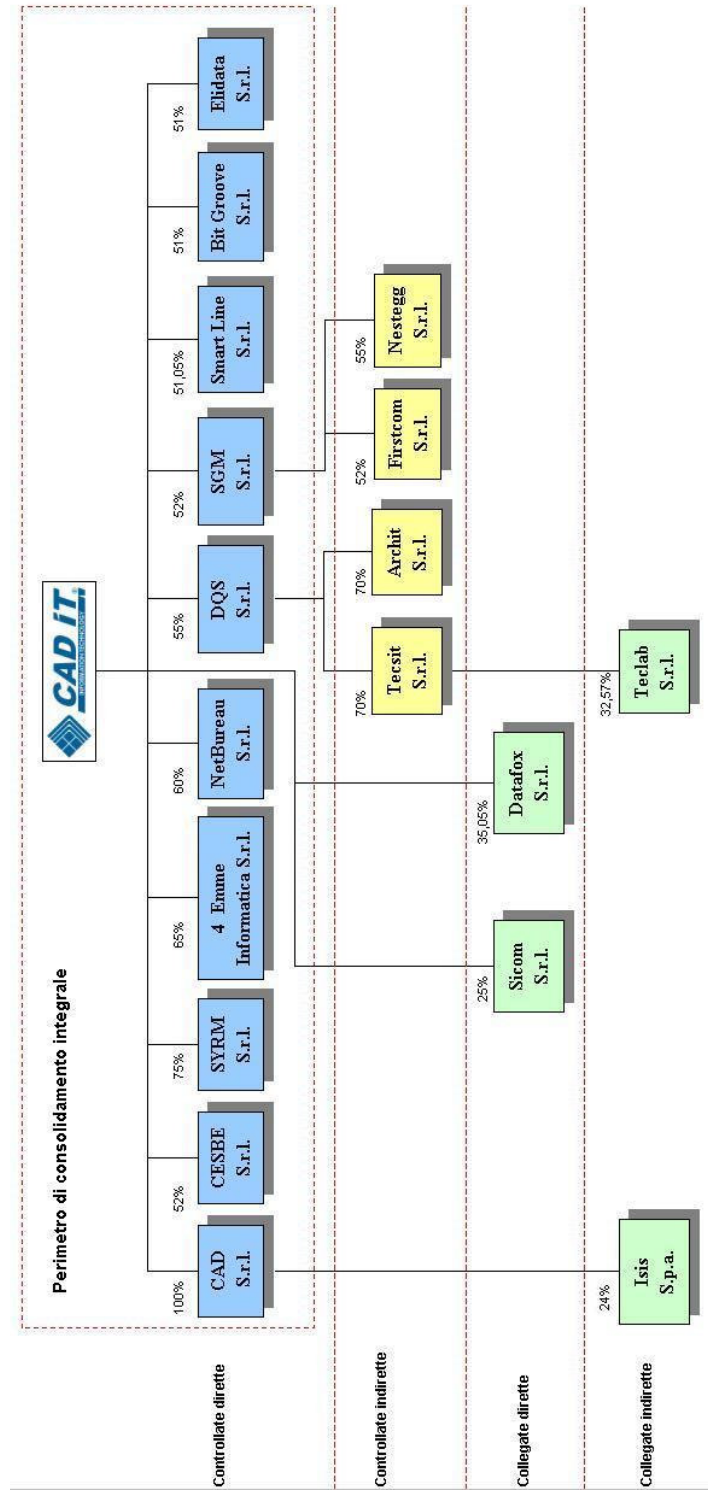 CAD iT®
INFORMATION TECHNOLOGY
Perimetro di consolidamento integrale
Controllate dirette
100%
CAD
S.r.l.
52%
CESBE
S.r.l.
75%
SYRM
S.r.l.
65%
4 Emme
Informatica S.r.l.
60%
NetBureau
S.r.l.
55%
DQS
S.r.l.
52%
SGM
S.r.l.
51,05%
Smart Line
S.r.l.
51%
Bit Groove
S.r.l.
51%
Elidata
S.r.l.
Controllate indirette
70%
Tecsit
S.r.l.
70%
Archit
S.r.l.
52%
Firstcom
S.r.l.
55%
Nestegg
S.r.l.
Collegate dirette
25%
Sicom
S.r.l.
35,05%
Datafox
S.r.l.
Collegate indirette
24%
Isis
S.p.a.
32,57%
Teclab
S.r.l.